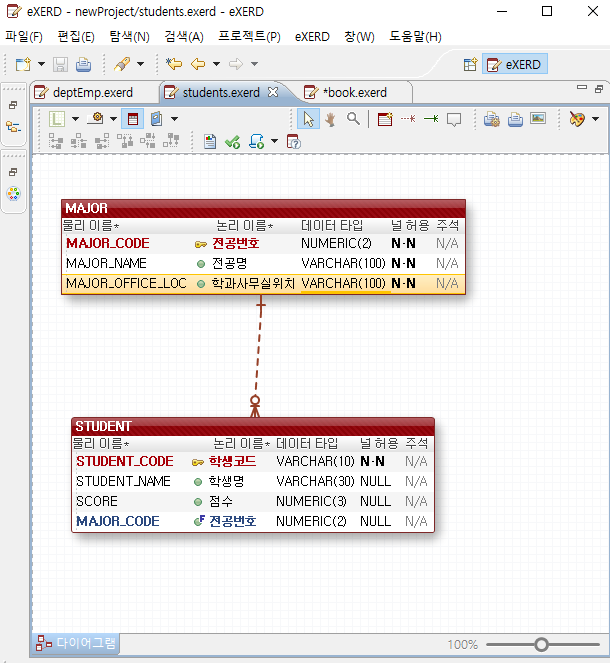 eXERD - newProject/students.exerd - eXERD
파일(F) 편집(E) 탐색(N) 검색(A) 프로젝트(P) eXERD 창(W) 도움말(H)
eXERD
deptEmp.exerd students.exerd *book.exerd
L
MAJOR
물리 이름* 논리 이름* 데이터 타입 널 허용 주석
MAJOR_CODE 전공번호 NUMERIC(2) N-N N/A
MAJOR_NAME 전공명 VARCHAR(100) N-N N/A
MAJOR_OFFICE_LOC 학과사무실위치 VARCHAR(100) N-N N/A
STUDENT
물리 이름* 논리 이름* 데이터 타입 널 허용 주석
STUDENT_CODE 학생코드 VARCHAR(10) N-N N/A
STUDENT_NAME 학생명 VARCHAR(30) NULL N/A
SCORE 점수 NUMERIC(3) NULL N/A
MAJOR_CODE F 전공번호 NUMERIC(2) NULL N/A
다이어그램 100%